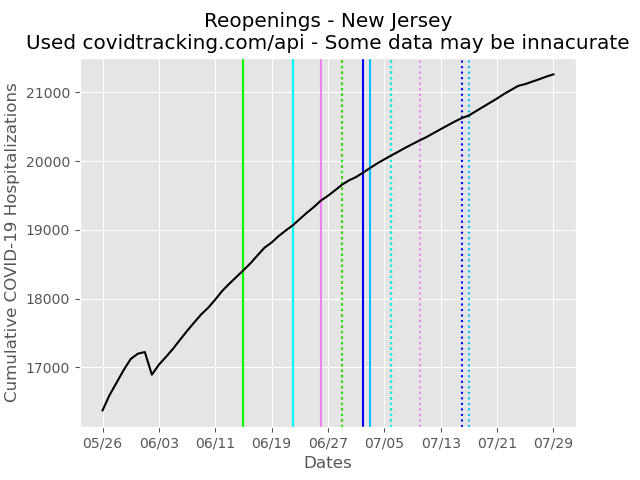 Reopenings - New Jersey
Used covidtracking.com/api - Some data may be innacurate
Cumulative COVID-19 Hospitalizations
21000
20000
19000
18000
17000
05/26 06/03 06/11 06/19 06/27 07/05 07/13 07/21 07/29
Dates